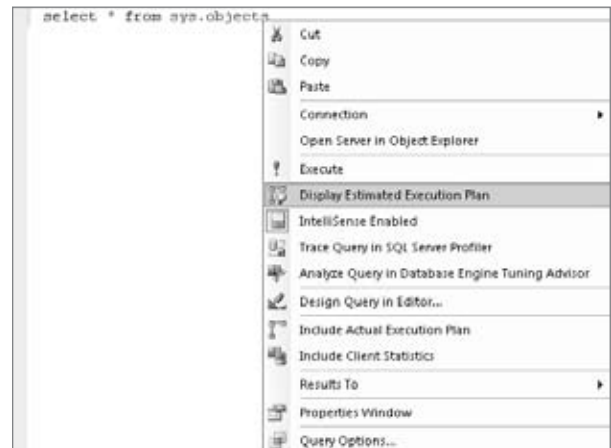 select * from sys.objects
Cut
Copy
Paste
Connection
Open Server in Object Explorer
Execute
Display Estimated Execution Plan
IntelliSense Enabled
Trace Query in SQL Server Profiler
Analyze Query in Database Engine Tuning Advisor
Design Query in Editor...
Include Actual Execution Plan
Include Client Statistics
Results To
Properties Window
Query Options...